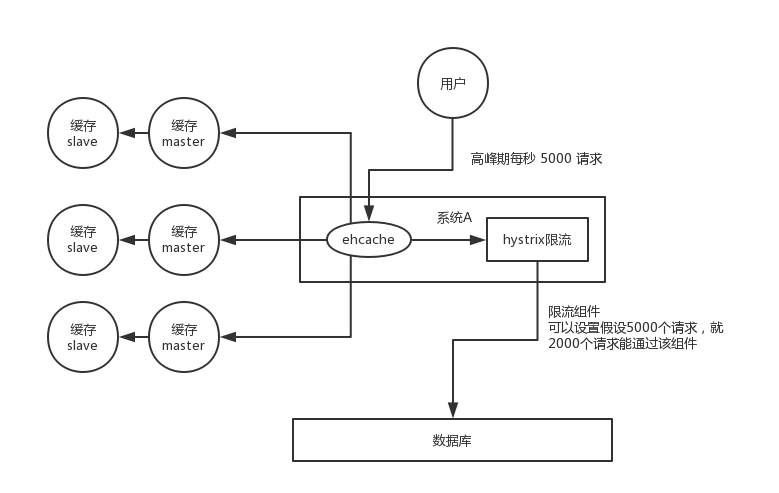 用户
高峰期每秒 5000 请求
缓存
slave
缓存
master
系统A
缓存
slave
缓存
master
ehcache
hystrix限流
缓存
slave
缓存
master
限流组件
可以设置假设5000个请求，就
2000个请求能通过该组件
数据库